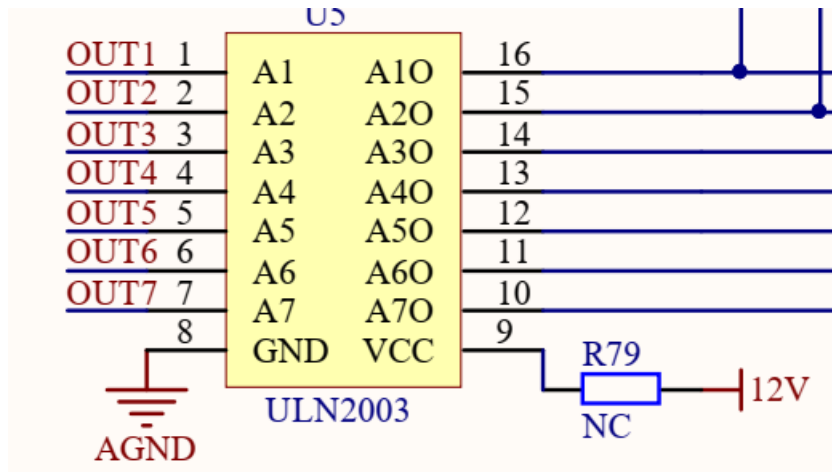 U5
OUT1 1 A1 A1O 16
OUT2 2 A2 A2O 15
OUT3 3 A3 A3O 14
OUT4 4 A4 A4O 13
OUT5 5 A5 A5O 12
OUT6 6 A6 A6O 11
OUT7 7 A7 A7O 10
8 GND VCC 9
R79
12V
ULN2003
NC
AGND